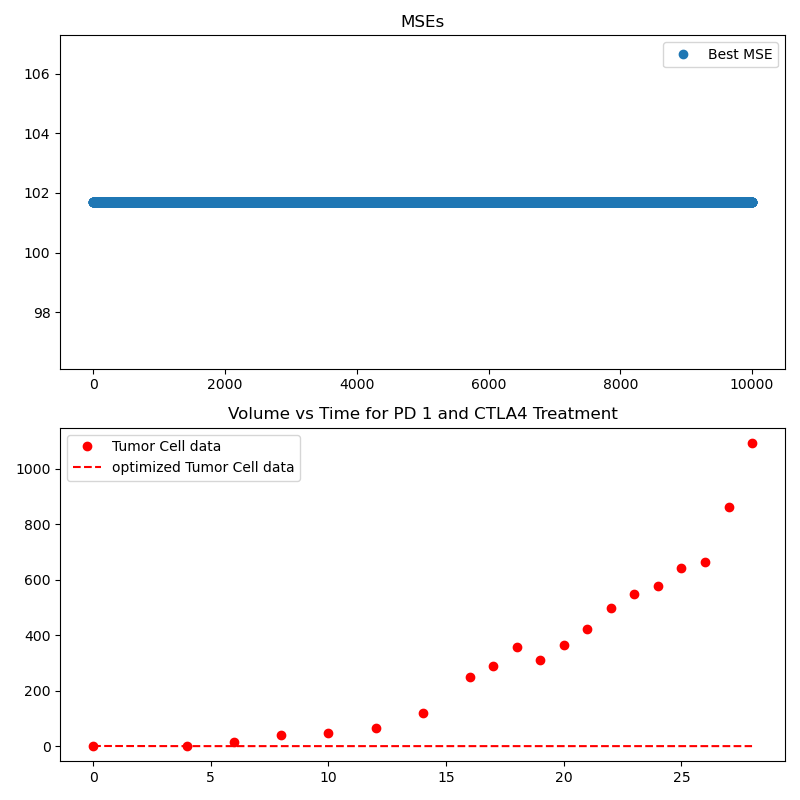 MSEs
106
104
102
100
98
Best MSE
0 2000 4000 6000 8000 10000
Volume vs Time for PD 1 and CTLA4 Treatment
1000
800
600
400
200
0
Tumor Cell data
optimized Tumor Cell data
0 5 10 15 20 25